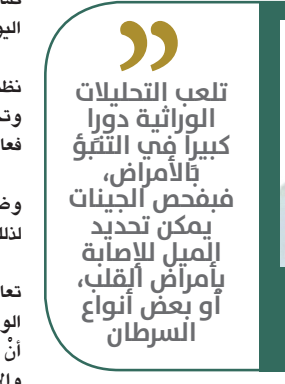 تلعب التحليلات
الوراثية دورا
كبيرا في التنبؤ
بالأمراض،
فبفحص الجينات
يمكن تحديد
الميل للإصابة
بأمراض القلب،
أو بعض أنواع
السرطان